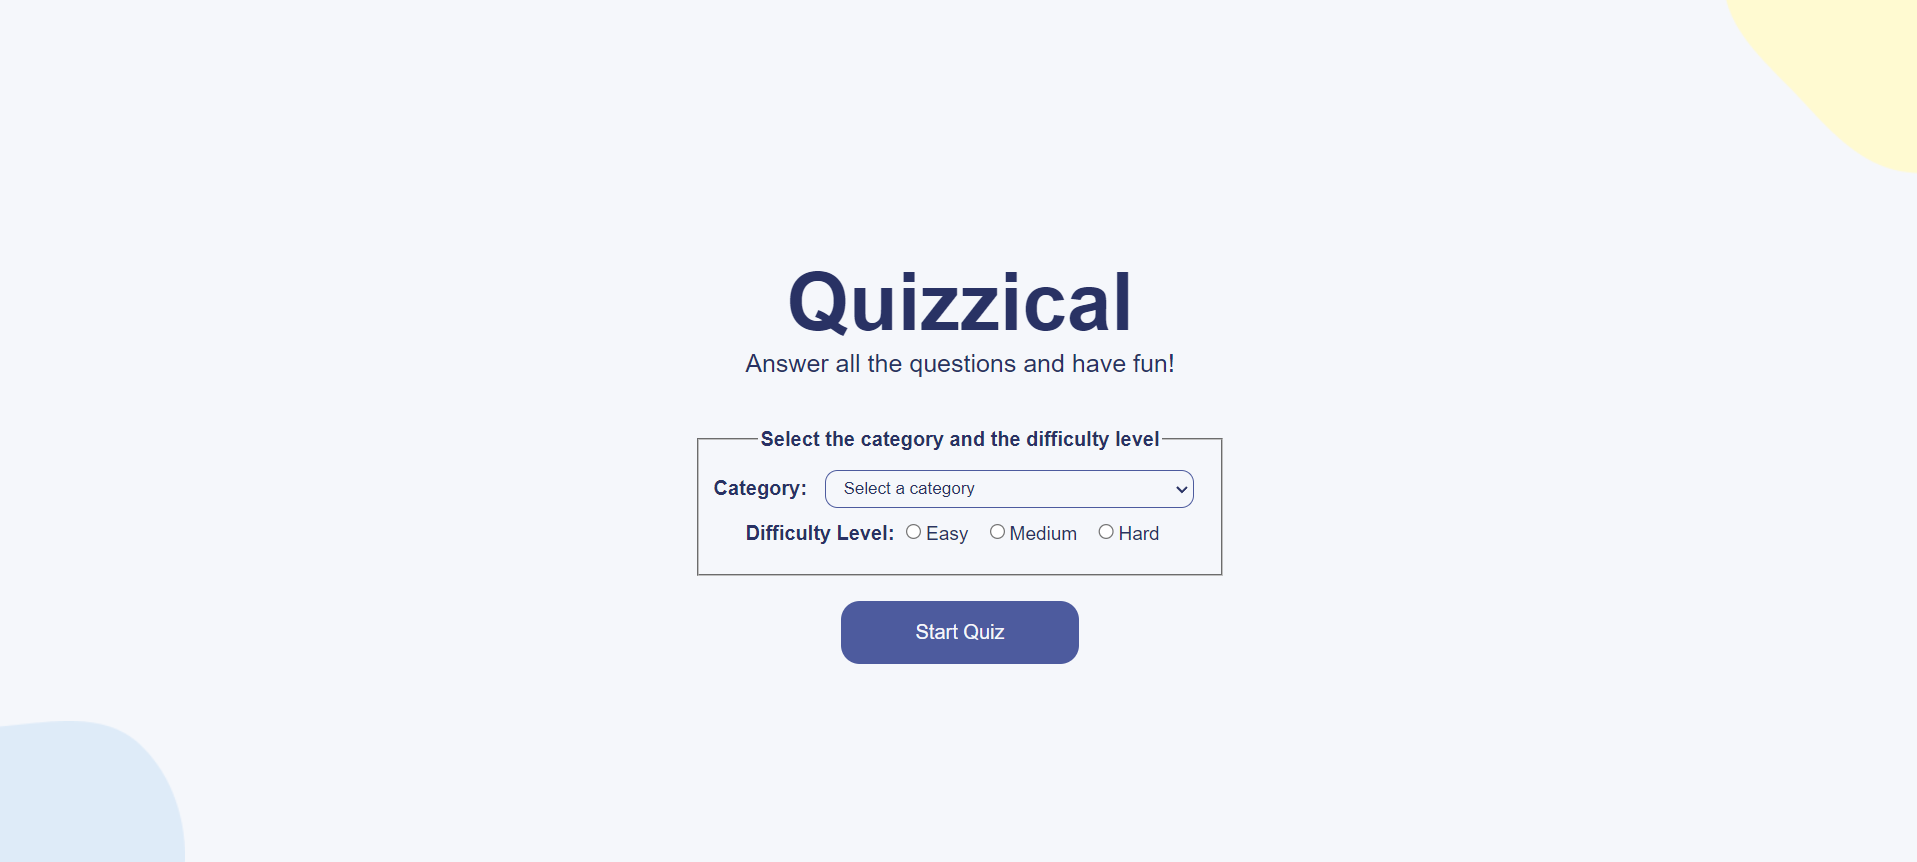 Quizzical
Answer all the questions and have fun!
Select the category and the difficulty level
Category: Select a category
Difficulty Level: Easy Medium Hard
Start Quiz